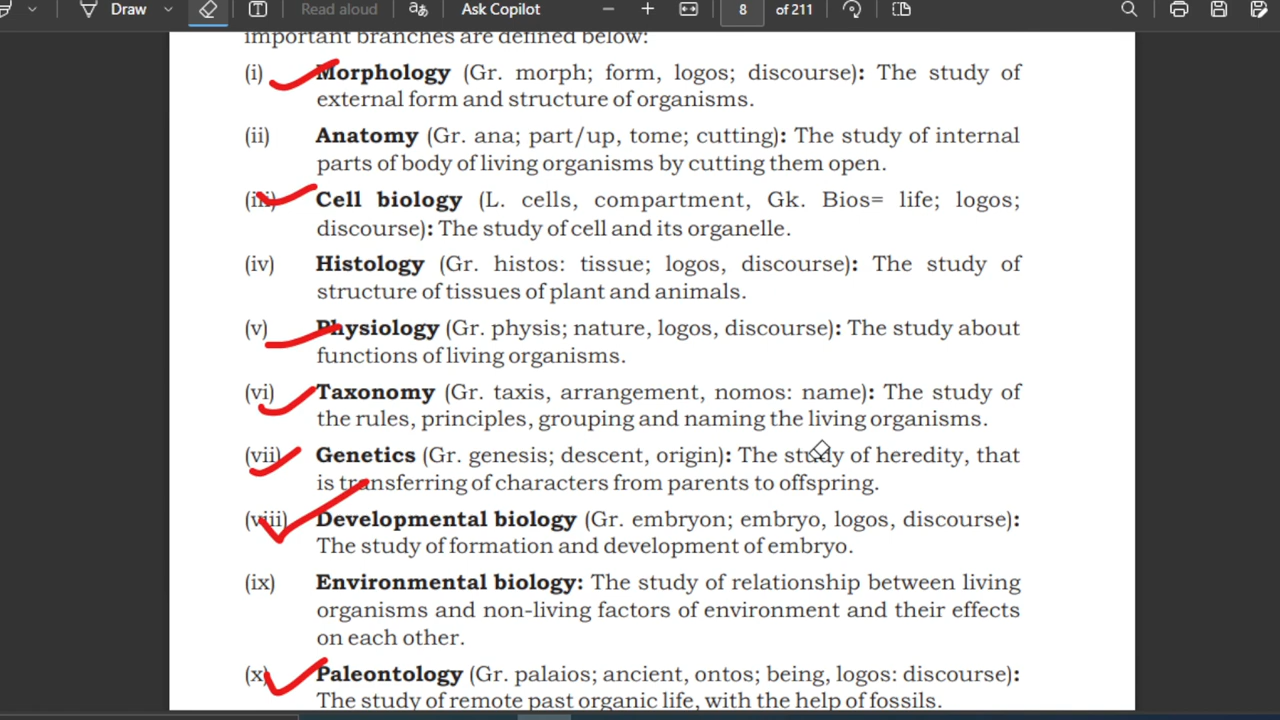 Draw
Read aloud
aあ
Ask Copilot
8
of 211
important branches are defined below:
(i) Morphology (Gr. morph; form, logos; discourse): The study of
external form and structure of organisms.
(ii) Anatomy (Gr. ana; part/up, tome; cutting): The study of internal
parts of body of living organisms by cutting them open.
(iii) Cell biology (L. cells, compartment, Gk. Bios= life; logos;
discourse): The study of cell and its organelle.
(iv) Histology (Gr. histos: tissue; logos, discourse): The study of
structure of tissues of plant and animals.
(v) Physiology (Gr. physis; nature, logos, discourse): The study about
functions of living organisms.
(vi) Taxonomy (Gr. taxis, arrangement, nomos: name): The study of
the rules, principles, grouping and naming the living organisms.
(vii) Genetics (Gr. genesis; descent, origin): The study of heredity, that
is transferring of characters from parents to offspring.
(viii) Developmental biology (Gr. embryon; embryo, logos, discourse):
The study of formation and development of embryo.
(ix) Environmental biology: The study of relationship between living
organisms and non-living factors of environment and their effects
on each other.
(x) Paleontology (Gr. palaios; ancient, ontos; being, logos: discourse):
The study of remote past organic life, with the help of fossils.